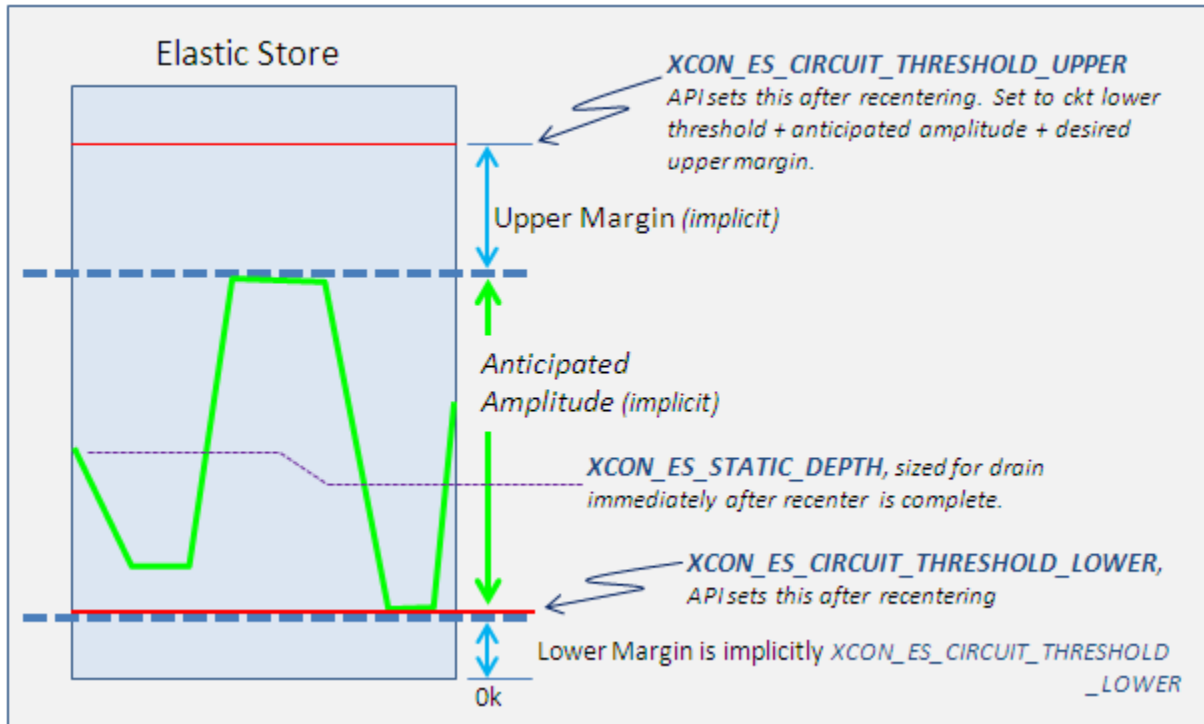 Elastic Store
XCON_ES_CIRCUIT_THRESHOLD_UPPER
API sets this after recentering. Set to ckt lower
threshold + anticipated amplitude + desired
upper margin.
Upper Margin (implicit)
Anticipated
Amplitude (implicit)
XCON_ES_STATIC_DEPTH, sized for drain
immediately after recenter is complete.
XCON_ES_CIRCUIT_THRESHOLD_LOWER,
API sets this after recentering
Lower Margin is implicitly XCON_ES_CIRCUIT_THRESHOLD
_LOWER
0k